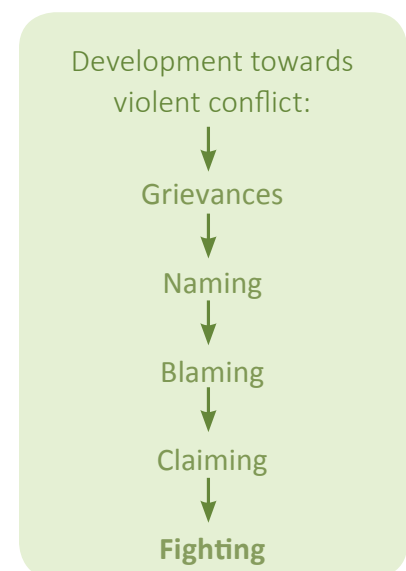 Development towards
violent conflict:
Grievances
Naming
Blaming
Claiming
Fighting